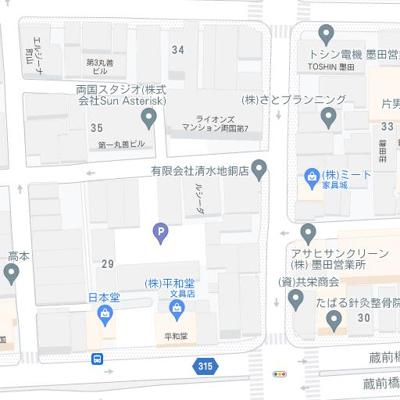 エルシーナ
町山
第3丸善
ビル
34
トシン電機 墨田営業
TOSHIN 墨田
両国スタジオ(株式
会社Sun Asterisk)
(株)さとプランニング
片男
35
ライオンズ
マンション両国第7
33
第一丸善ビル
有限会社清水地銅店
(株)ミート
家具城
ルシーダ
P
高本
29
アサヒサンクリーン
(株) 墨田営業所
(株)平和堂
文具店
(資)共栄商会
日本堂
たばる針灸整骨院
30
平和堂
国
315
蔵前橋
蔵前橋